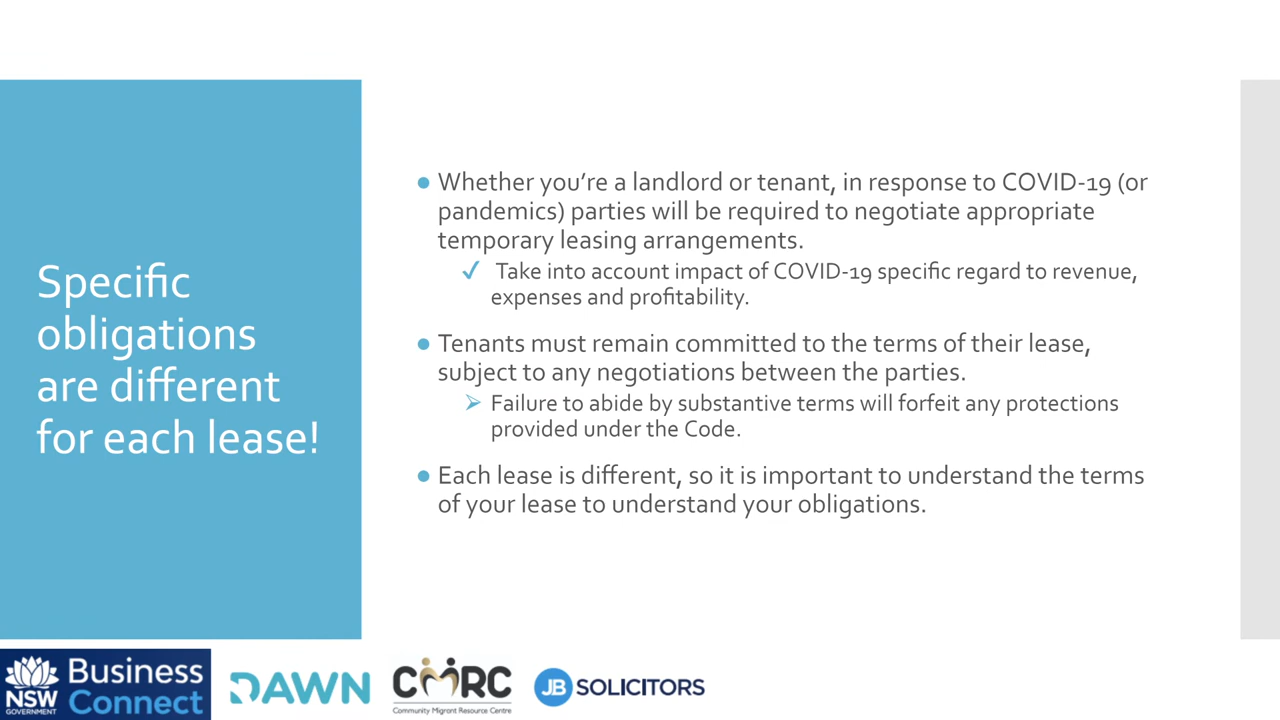 Specific
obligations
are different
for each lease!
● Whether you’re a landlord or tenant, in response to COVID-19 (or
pandemics) parties will be required to negotiate appropriate
temporary leasing arrangements.
✓ Take into account impact of COVID-19 specific regard to revenue,
expenses and profitability.
● Tenants must remain committed to the terms of their lease,
subject to any negotiations between the parties.
➢ Failure to abide by substantive terms will forfeit any protections
provided under the Code.
● Each lease is different, so it is important to understand the terms
of your lease to understand your obligations.
NSW
GOVERNMENT
Business
Connect
DAWN
CMRC
Community Migrant Resource Centre
JB SOLICITORS